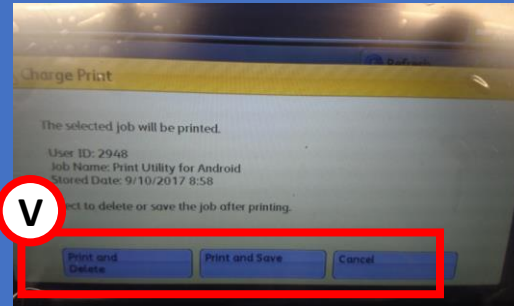 Refresh
Charge Print
The selected job will be printed.
User ID: 2948
Job Name: Print Utility for Android
Stored Date: 9/10/2017 8:58
ect to delete or save the job after printing.
V
Print and Delete
Print and Save
Cancel